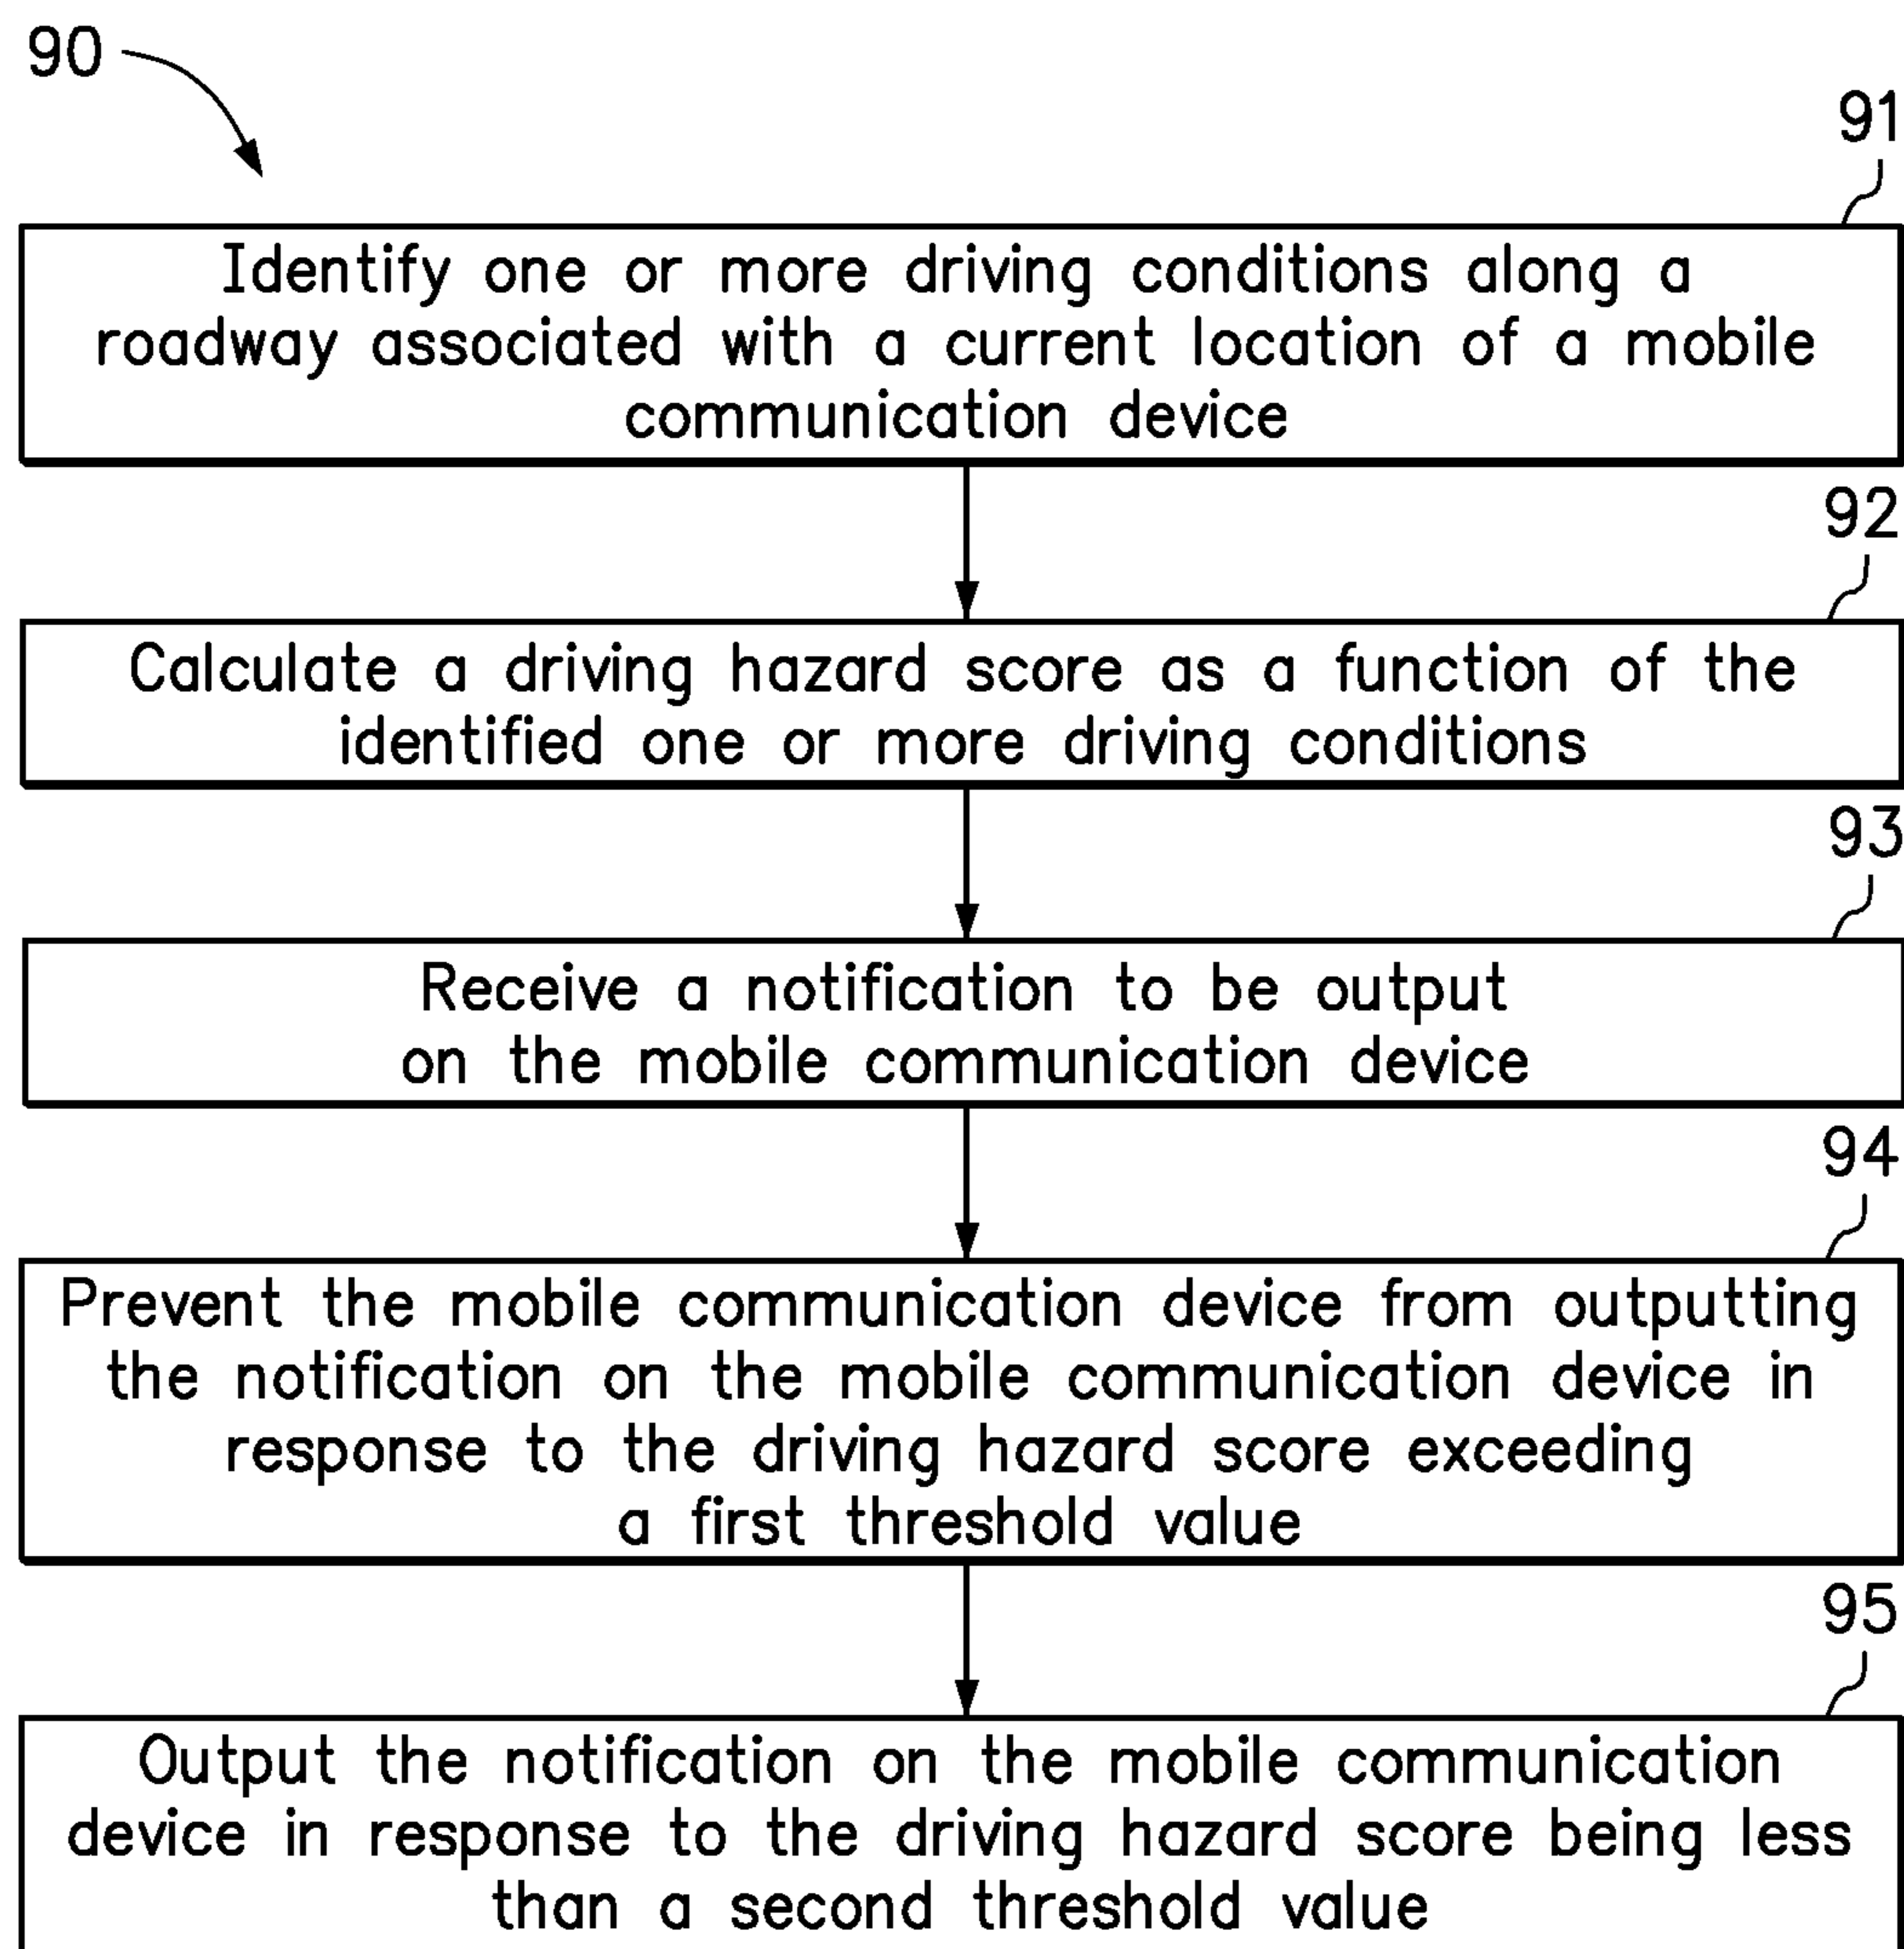 90
91
Identify one or more driving conditions along a
roadway associated with a current location of a mobile
communication device
92
Calculate a driving hazard score as a function of the
identified one or more driving conditions
93
Receive a notification to be output
on the mobile communication device
94
Prevent the mobile communication device from outputting
the notification on the mobile communication device in
response to the driving hazard score exceeding
a first threshold value
95
Output the notification on the mobile communication
device in response to the driving hazard score being less
than a second threshold value